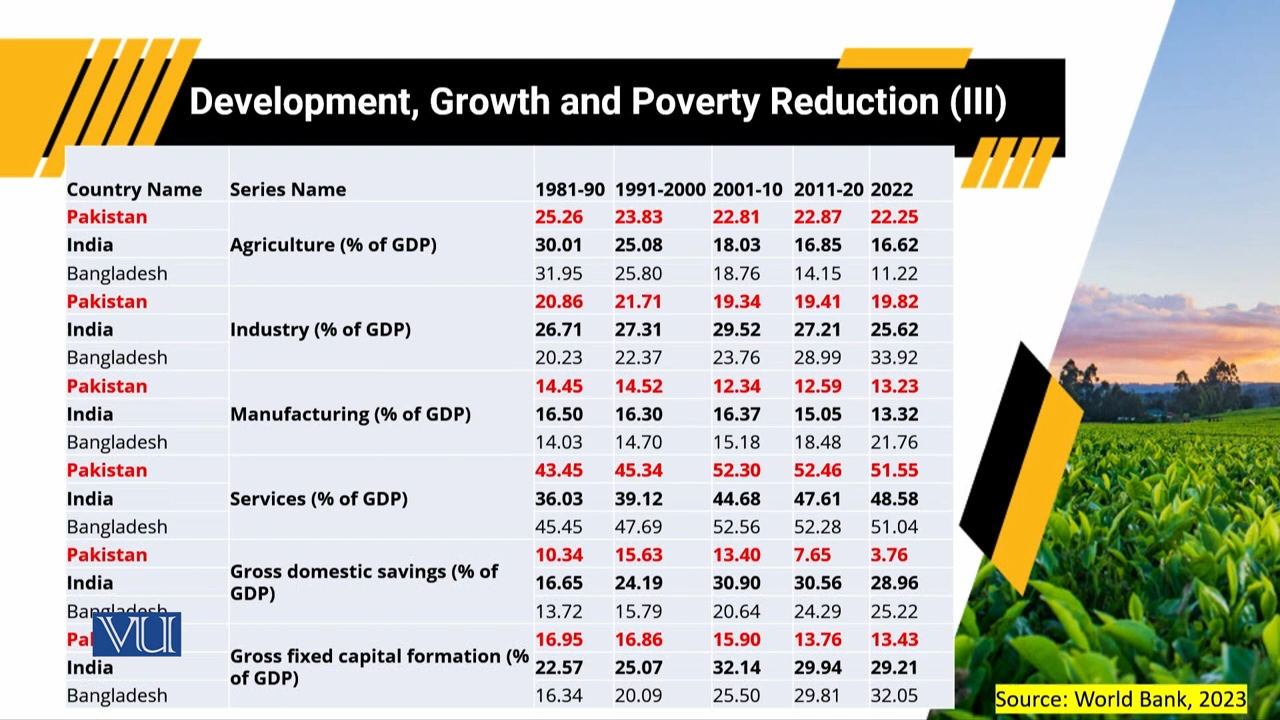 Development, Growth and Poverty Reduction (III)
Country Name Series Name 1981-90 1991-2000 2001-10 2011-20 2022
Pakistan 25.26 23.83 22.81 22.87 22.25
India Agriculture (% of GDP) 30.01 25.08 18.03 16.85 16.62
Bangladesh 31.95 25.80 18.76 14.15 11.22
Pakistan 20.86 21.71 19.34 19.41 19.82
India Industry (% of GDP) 26.71 27.31 29.52 27.21 25.62
Bangladesh 20.23 22.37 23.76 28.99 33.92
Pakistan 14.45 14.52 12.34 12.59 13.23
India Manufacturing (% of GDP) 16.50 16.30 16.37 15.05 13.32
Bangladesh 14.03 14.70 15.18 18.48 21.76
Pakistan 43.45 45.34 52.30 52.46 51.55
India Services (% of GDP) 36.03 39.12 44.68 47.61 48.58
Bangladesh 45.45 47.69 52.56 52.28 51.04
Pakistan 10.34 15.63 13.40 7.65 3.76
India Gross domestic savings (% of GDP) 16.65 24.19 30.90 30.56 28.96
Bangladesh 13.72 15.79 20.64 24.29 25.22
Pa 16.95 16.86 15.90 13.76 13.43
India Gross fixed capital formation (% of GDP) 22.57 25.07 32.14 29.94 29.21
Bangladesh 16.34 20.09 25.50 29.81 32.05
VU
Source: World Bank, 2023